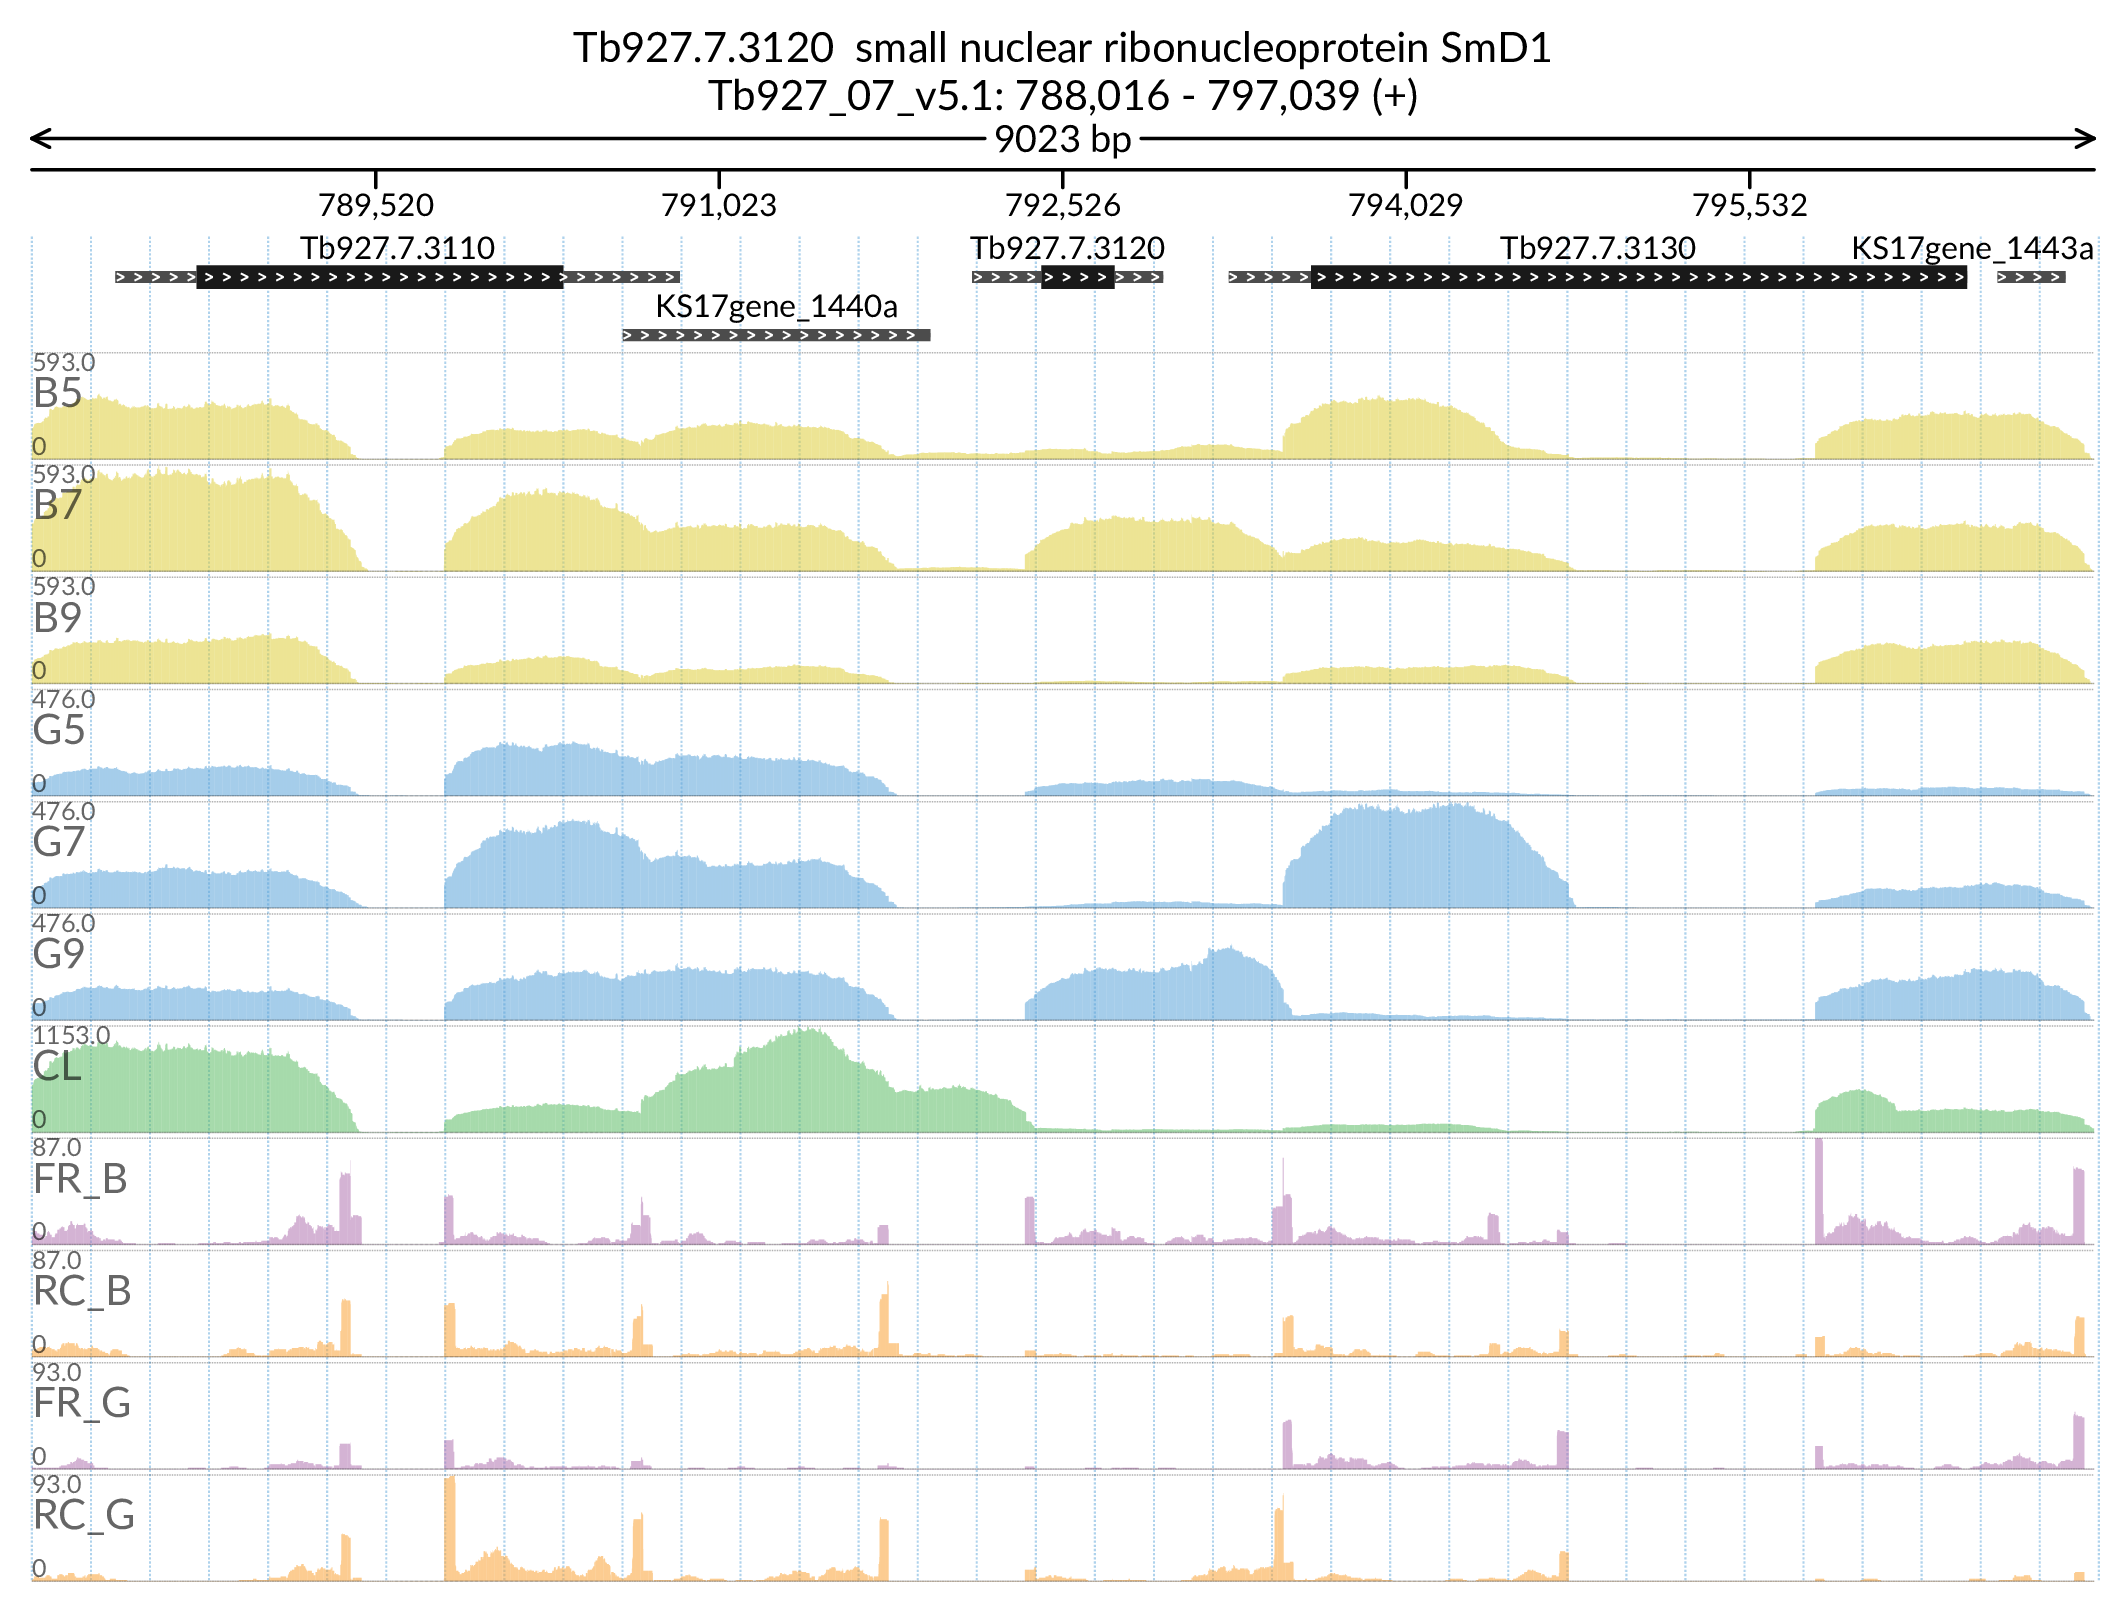 Tb927.7.3120  small nuclear ribonucleoprotein SmD1
Tb927_07_v5.1: 788,016 - 797,039 (+)
9023 bp
789,520 791,023 792,526 794,029 795,532
Tb927.7.3110 Tb927.7.3120 Tb927.7.3130 KS17gene_1443a
KS17gene_1440a
593.0
B5
0
593.0
B7
0
593.0
B9
0
476.0
G5
0
476.0
G7
0
476.0
G9
0
1153.0
CL
0
87.0
FR_B
0
87.0
RC_B
0
93.0
FR_G
0
93.0
RC_G
0